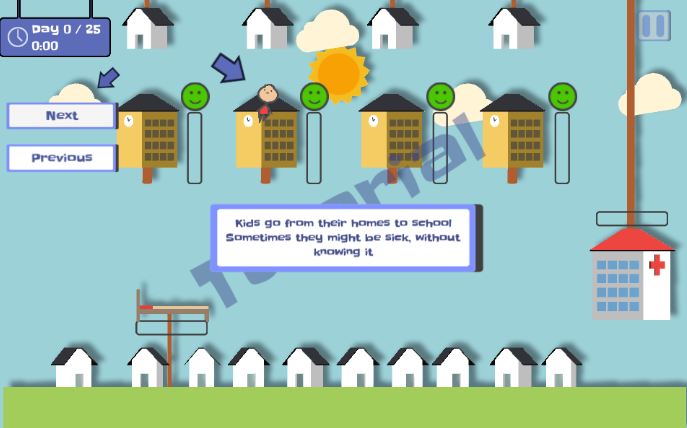 Day 0 / 25
0:00
Next
Previous
Tutorial
Kids go from their homes to school
Sometimes they might be sick, without
knowing it